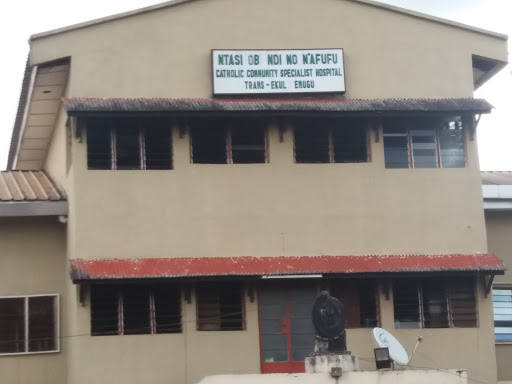 NTASI OB NDI NO N'AFUFU
CATHOLIC COMMUNITY SPECIALIST HOSPITAL
TRANS - EKUL ENUGU